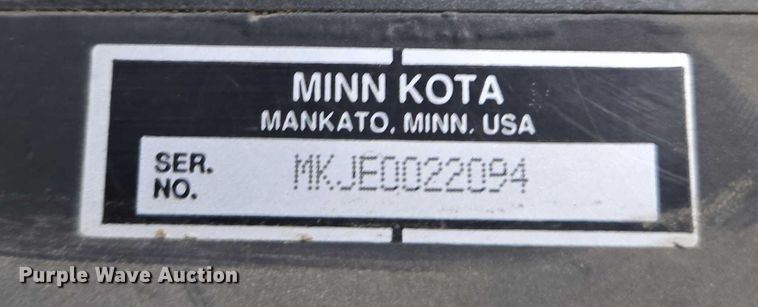 MINN KOTA
MANKATO, MINN. USA
SER. NO. MKJE0022094
Purple Wave Auction